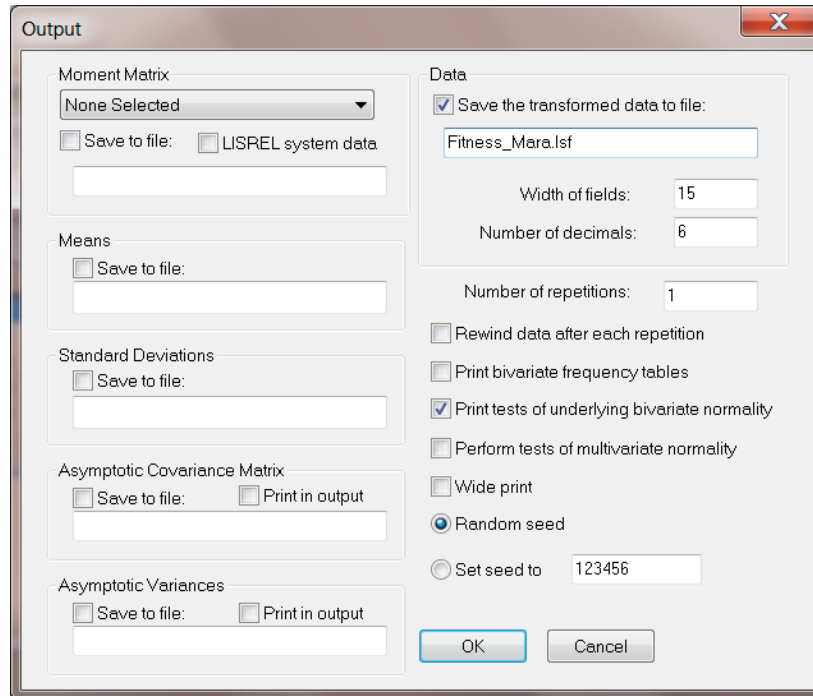 Output
Moment Matrix
None Selected
Save to file:
LISREL system data
Means
Save to file:
Standard Deviations
Save to file:
Asymptotic Covariance Matrix
Save to file:
Print in output
Asymptotic Variances
Save to file:
Print in output
Data
Save the transformed data to file:
Fitness_Mara.lsf
Width of fields:
15
Number of decimals:
6
Number of repetitions:
1
Rewind data after each repetition
Print bivariate frequency tables
Print tests of underlying bivariate normality
Perform tests of multivariate normality
Wide print
Random seed
Set seed to
123456
OK
Cancel